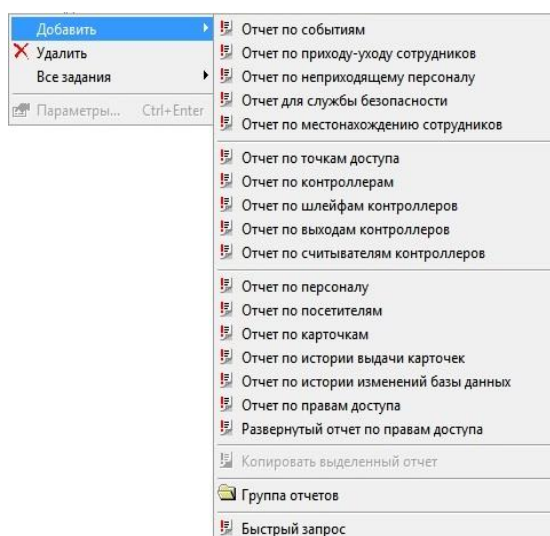 Добавить
Удалить
Все задания
Параметры... Ctrl+Enter
Отчет по событиям
Отчет по приходу-уходу сотрудников
Отчет по неприходящему персоналу
Отчет для службы безопасности
Отчет по местонахождению сотрудников
Отчет по точкам доступа
Отчет по контроллерам
Отчет по шлейфам контроллеров
Отчет по выходам контроллеров
Отчет по считывателям контроллеров
Отчет по персоналу
Отчет по посетителям
Отчет по карточкам
Отчет по истории выдачи карточек
Отчет по истории изменений базы данных
Отчет по правам доступа
Развернутый отчет по правам доступа
Копировать выделенный отчет
Группа отчетов
Быстрый запрос